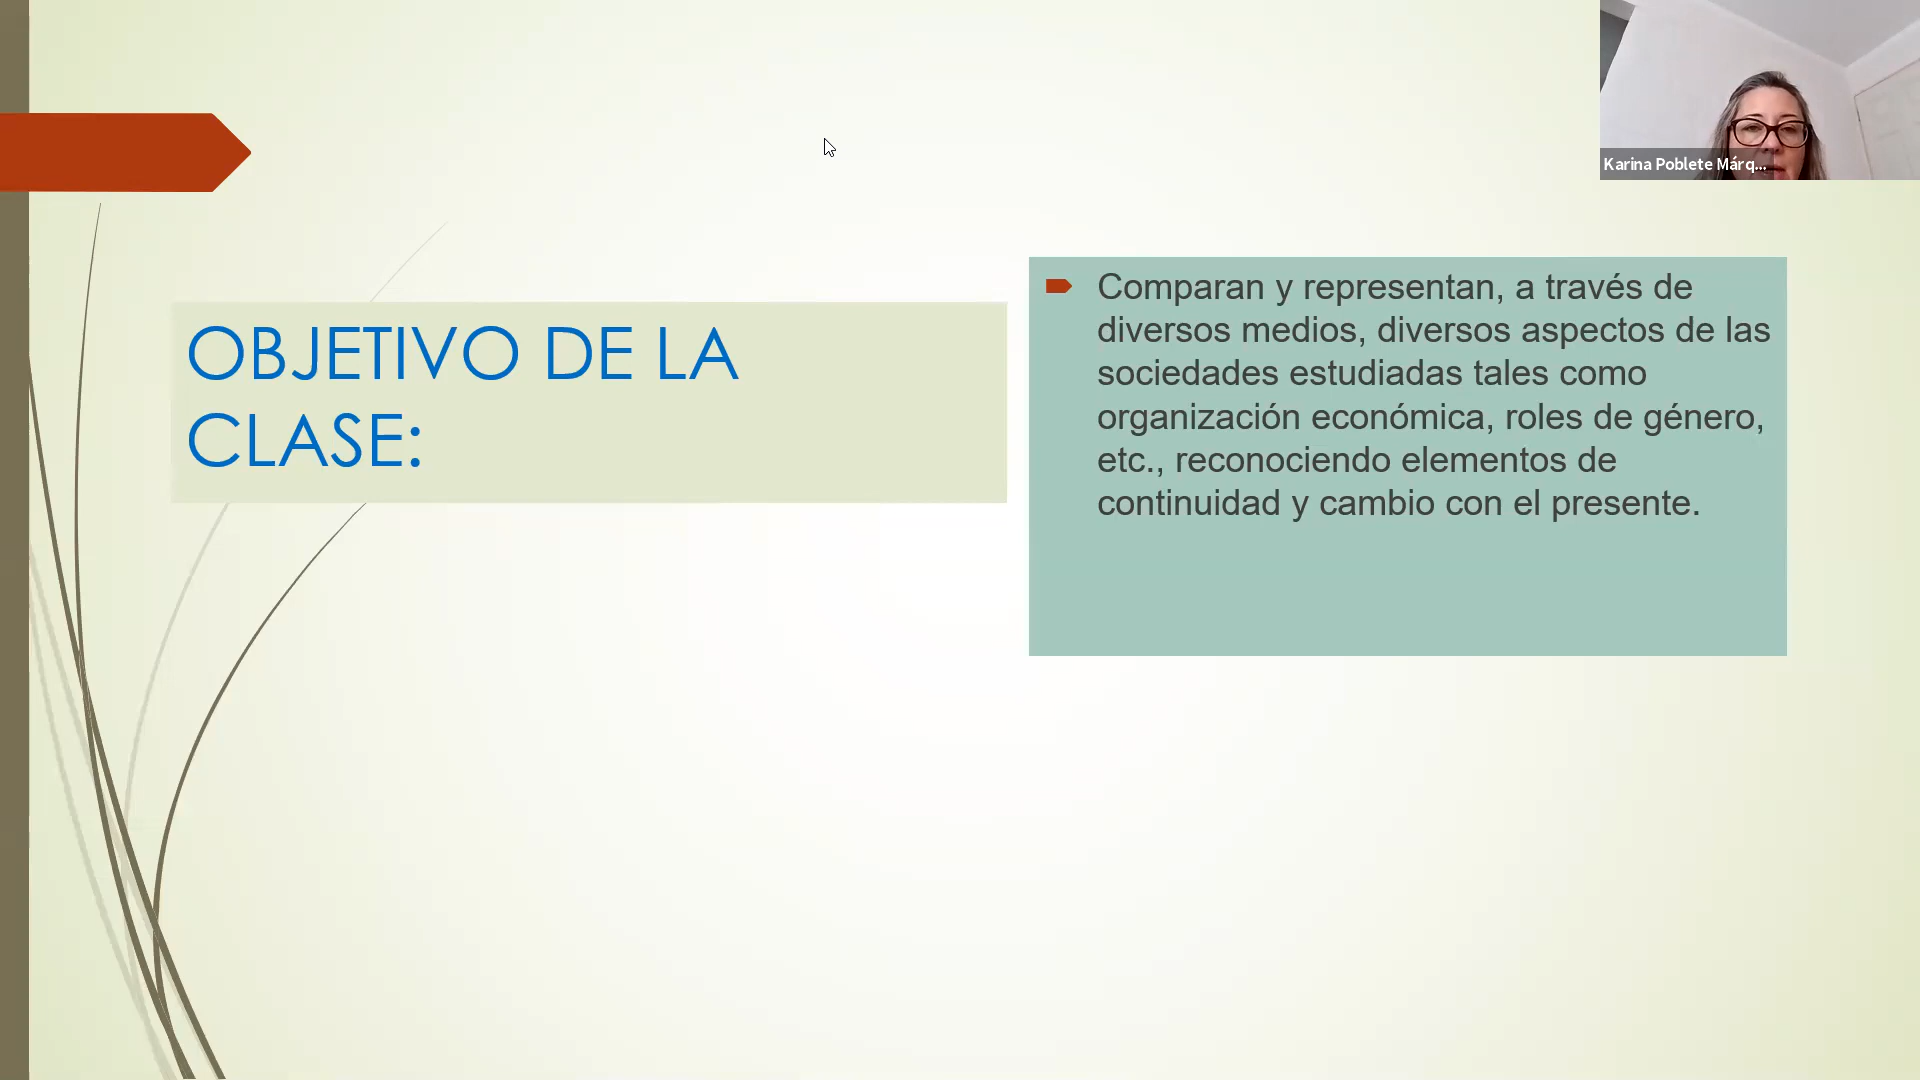 Karina Poblete Márq...
OBJETIVO DE LA
CLASE:
Comparan y representan, a través de
diversos medios, diversos aspectos de las
sociedades estudiadas tales como
organización económica, roles de género,
etc., reconociendo elementos de
continuidad y cambio con el presente.